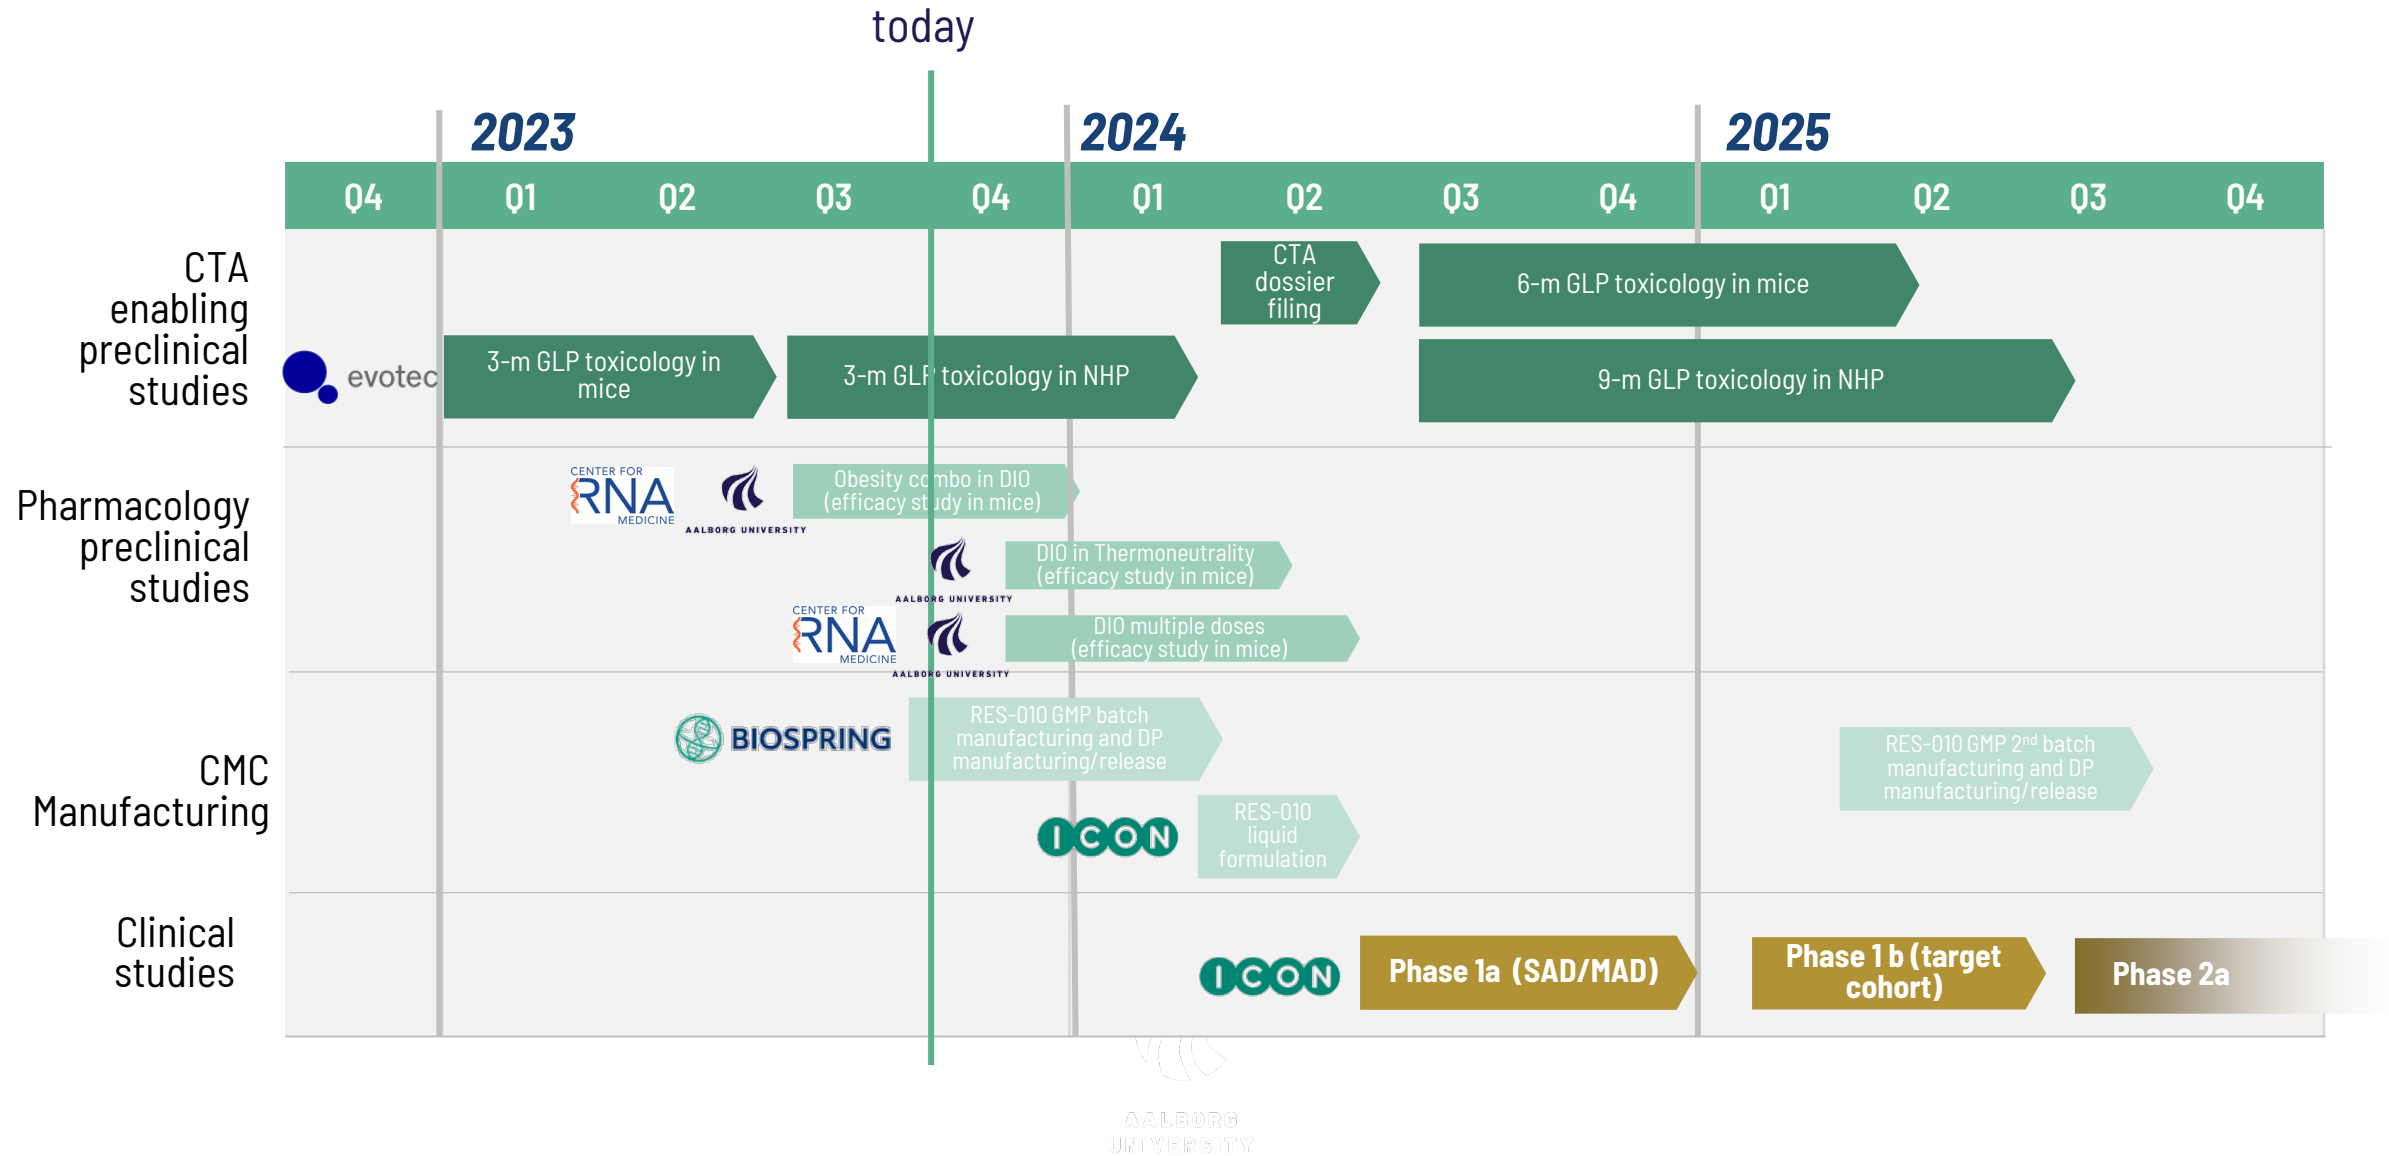 today
2023
2024
2025
Q4
Q1
Q2
Q3
Q4
Q1
Q2
Q3
Q4
Q1
Q2
Q3
Q4
CTA
enabling
preclinical
studies
evotec
CTA
dossier
filing
6-m GLP toxicology in mice
3-m GLP toxicology in
mice
3-m GLP toxicology in NHP
9-m GLP toxicology in NHP
Pharmacology
preclinical
studies
CENTER FOR
RNA
MEDICINE
AALBORG UNIVERSITY
Obesity combo in DIO
(efficacy study in mice)
AALBORG UNIVERSITY
DIO in Thermoneutrality
(efficacy study in mice)
CENTER FOR
RNA
MEDICINE
AALBORG UNIVERSITY
DIO multiple doses
(efficacy study in mice)
CMC
Manufacturing
BIOSPRING
RES-010 GMP batch
manufacturing and DP
manufacturing/release
RES-010 GMP 2nd batch
manufacturing and DP
manufacturing/release
ICON
RES-010
liquid
formulation
Clinical
studies
ICON
Phase 1a (SAD/MAD)
Phase 1 b (target
cohort)
Phase 2a
AALBORG
UNIVERSITY